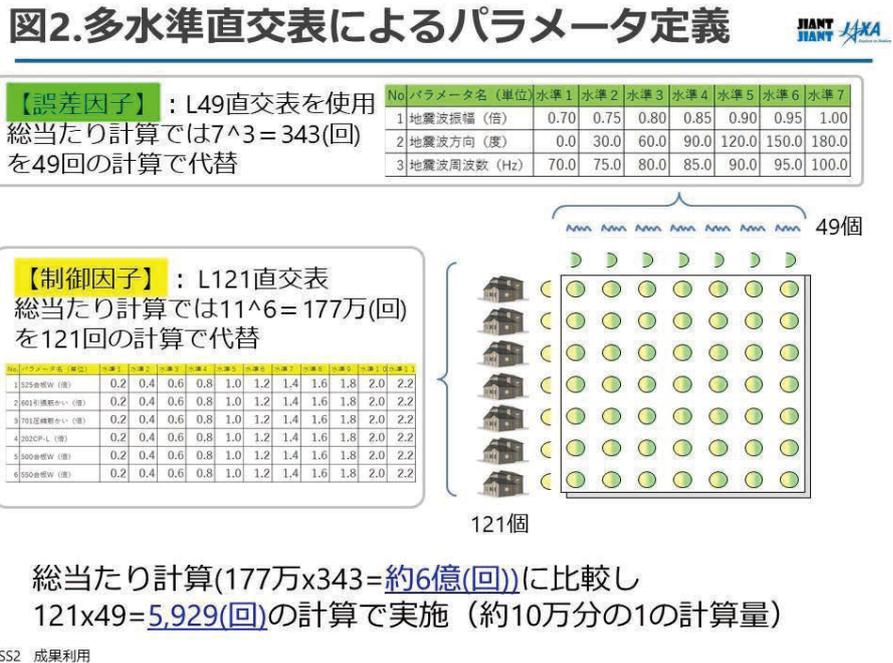 図2.多水準直交表によるパラメータ定義
JIANT
JIANT
JAXA
【誤差因子】：L49直交表を使用
総当たり計算では7^3＝343(回)
を49回の計算で代替
No パラメータ名（単位） 水準1 水準2 水準3 水準4 水準5 水準6 水準7
1 地震波振幅（倍） 0.70 0.75 0.80 0.85 0.90 0.95 1.00
2 地震波方向（度） 0.0 30.0 60.0 90.0 120.0 150.0 180.0
3 地震波周波数（Hz） 70.0 75.0 80.0 85.0 90.0 95.0 100.0
49個
【制御因子】：L121直交表
総当たり計算では11^6＝177万(回)
を121回の計算で代替
No. パラメータ名（単位） 水準1 水準2 水準3 水準4 水準5 水準6 水準7 水準8 水準9 水準10 水準11
1 525合板W（倍） 0.2 0.4 0.6 0.8 1.0 1.2 1.4 1.6 1.8 2.0 2.2
2 601引張筋かい（倍） 0.2 0.4 0.6 0.8 1.0 1.2 1.4 1.6 1.8 2.0 2.2
3 701圧縮筋かい（倍） 0.2 0.4 0.6 0.8 1.0 1.2 1.4 1.6 1.8 2.0 2.2
4 202CP-L（倍） 0.2 0.4 0.6 0.8 1.0 1.2 1.4 1.6 1.8 2.0 2.2
5 500合板W（倍） 0.2 0.4 0.6 0.8 1.0 1.2 1.4 1.6 1.8 2.0 2.2
6 550合板W（倍） 0.2 0.4 0.6 0.8 1.0 1.2 1.4 1.6 1.8 2.0 2.2
121個
総当たり計算(177万x343=約6億(回))に比較し
121x49=5,929(回)の計算で実施（約10万分の1の計算量）
SS2 成果利用